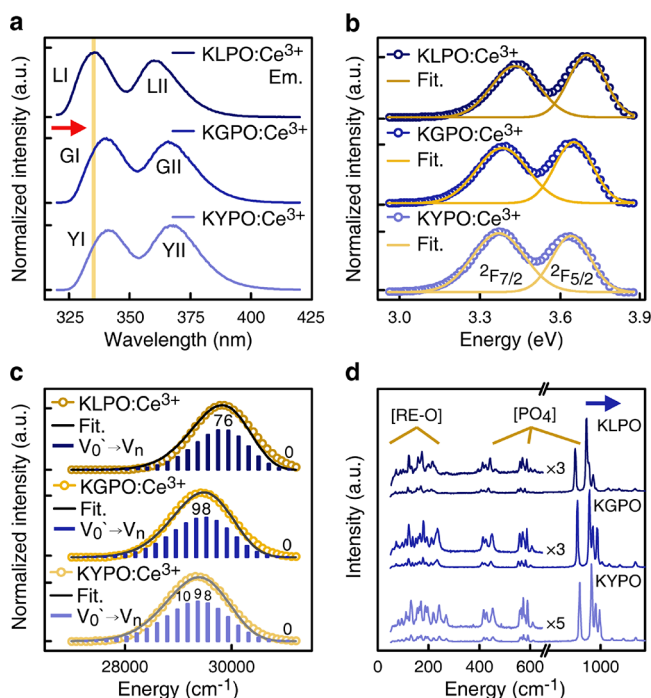 a
Normalized intensity (a.u.)
LI
LII
KLPO:Ce³⁺
Em.
GI
GII
KGPO:Ce³⁺
YI
YII
KYPO:Ce³⁺
325 350 375 400 425
Wavelength (nm)
b
Normalized intensity (a.u.)
KLPO:Ce³⁺
Fit.
KGPO:Ce³⁺
Fit.
KYPO:Ce³⁺
Fit.
²F₇/₂ ²F₅/₂
3.0 3.3 3.6 3.9
Energy (eV)
c
Normalized intensity (a.u.)
KLPO:Ce³⁺
Fit.
V₀`→Vₙ
76
0
KGPO:Ce³⁺
Fit.
V₀`→Vₙ
98
0
KYPO:Ce³⁺
Fit.
V₀`→Vₙ
10 9 8
0
28000 30000
Energy (cm⁻¹)
d
Intensity (a.u.)
[RE-O] [PO₄]
KLPO
×3
KGPO
×3
KYPO
×5
0 200 400 600 1000
Energy (cm⁻¹)